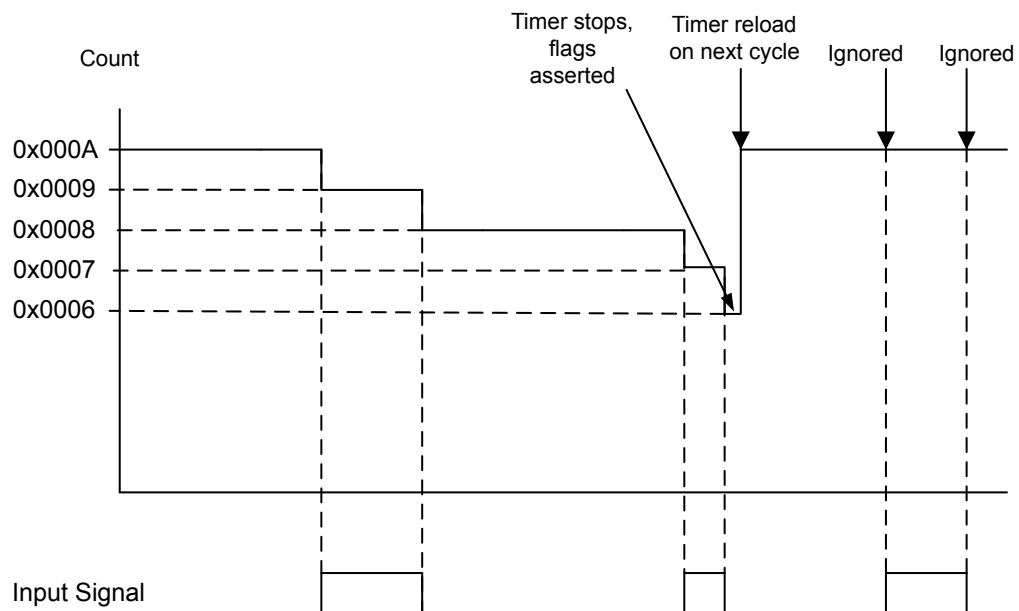 Timer stops,
flags
asserted
Timer reload
on next cycle
Ignored
Ignored
Count
0x000A
0x0009
0x0008
0x0007
0x0006
Input Signal